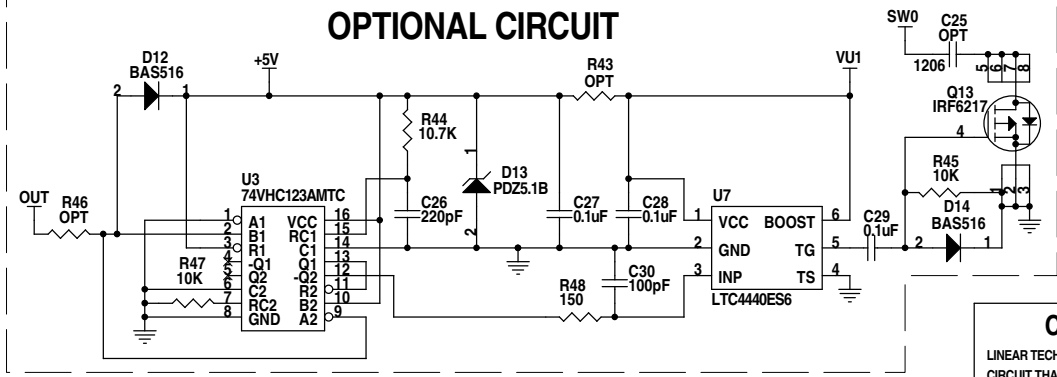 OPTIONAL CIRCUIT
SW0
C25
OPT
1206
5 6 7 8
Q13
IRF6217
4
D12
BAS516
2
1
+5V
R43
OPT
VU1
R44
10.7K
1
D13
PDZ5.1B
2
R45
10K
1 2 3
D14
BAS516
2
1
U3
74VHC123AMTC
C26
220pF
C27
0.1uF
C28
0.1uF
U7
C29
0.1uF
OUT
R46
OPT
1 A1 VCC 16
2 B1 RC1 15
3 R1 C1 14
4 -Q1 Q1 13
5 Q2 -Q2 12
6 C2 R2 11
7 RC2 B2 10
8 GND A2 9
R47
10K
1 VCC BOOST 6
2 GND TG 5
3 INP TS 4
LTC4440ES6
R48
150
C30
100pF
C
LINEAR TECH
CIRCUIT THA